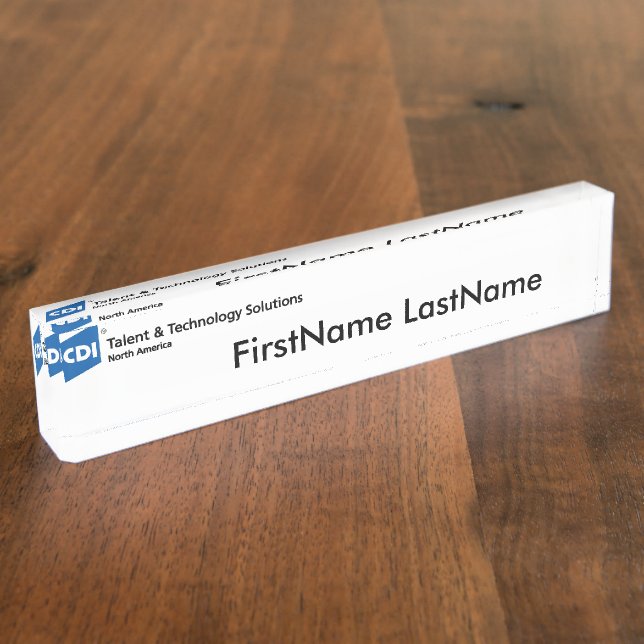 CDI®
Talent & Technology Solutions
North America
FirstName LastName